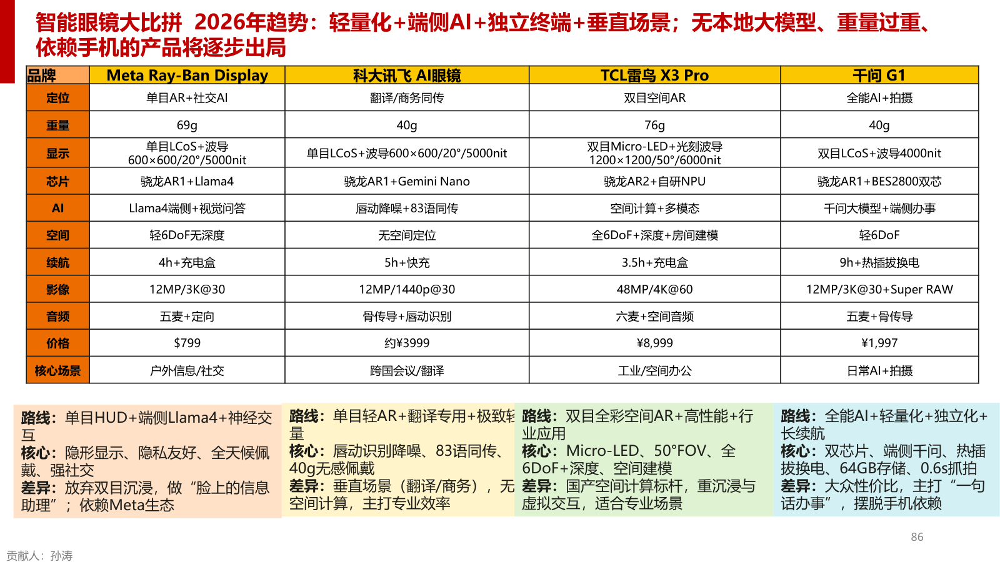 智能眼镜大比拼 2026年趋势：轻量化+端侧AI+独立终端+垂直场景；无本地大模型、重量过重、
依赖手机的产品将逐步出局
品牌 Meta Ray-Ban Display 科大讯飞 AI眼镜 TCL雷鸟 X3 Pro 千问 G1
定位 单目AR+社交AI 翻译/商务同传 双目空间AR 全能AI+拍摄
重量 69g 40g 76g 40g
显示 单目LCoS+波导 600×600/20°/5000nit 单目LCoS+波导600×600/20°/5000nit 双目Micro-LED+光刻波导 1200×1200/50°/6000nit 双目LCoS+波导4000nit
芯片 骁龙AR1+Llama4 骁龙AR1+Gemini Nano 骁龙AR2+自研NPU 骁龙AR1+BES2800双芯
AI Llama4端侧+视觉问答 唇动降噪+83语同传 空间计算+多模态 千问大模型+端侧办事
空间 轻6DoF无深度 无空间定位 全6DoF+深度+房间建模 轻6DoF
续航 4h+充电盒 5h+快充 3.5h+充电盒 9h+热插拔换电
影像 12MP/3K@30 12MP/1440p@30 48MP/4K@60 12MP/3K@30+Super RAW
音频 五麦+定向 骨传导+唇动识别 六麦+空间音频 五麦+骨传导
价格 $799 约¥3999 ¥8,999 ¥1,997
核心场景 户外信息/社交 跨国会议/翻译 工业/空间办公 日常AI+拍摄
路线：单目HUD+端侧Llama4+神经交
互
核心：隐形显示、隐私友好、全天候佩
戴、强社交
差异：放弃双目沉浸，做“脸上的信息
助理”；依赖Meta生态
路线：单目轻AR+翻译专用+极致轻
量
核心：唇动识别降噪、83语同传、
40g无感佩戴
差异：垂直场景（翻译/商务），无
空间计算，主打专业效率
路线：双目全彩空间AR+高性能+行
业应用
核心：Micro-LED、50°FOV、全
6DoF+深度、空间建模
差异：国产空间计算标杆，重沉浸与
虚拟交互，适合专业场景
路线：全能AI+轻量化+独立化+
长续航
核心：双芯片、端侧千问、热插
拔换电、64GB存储、0.6s抓拍
差异：大众性价比，主打“一句
话办事”，摆脱手机依赖
86
贡献人：孙涛